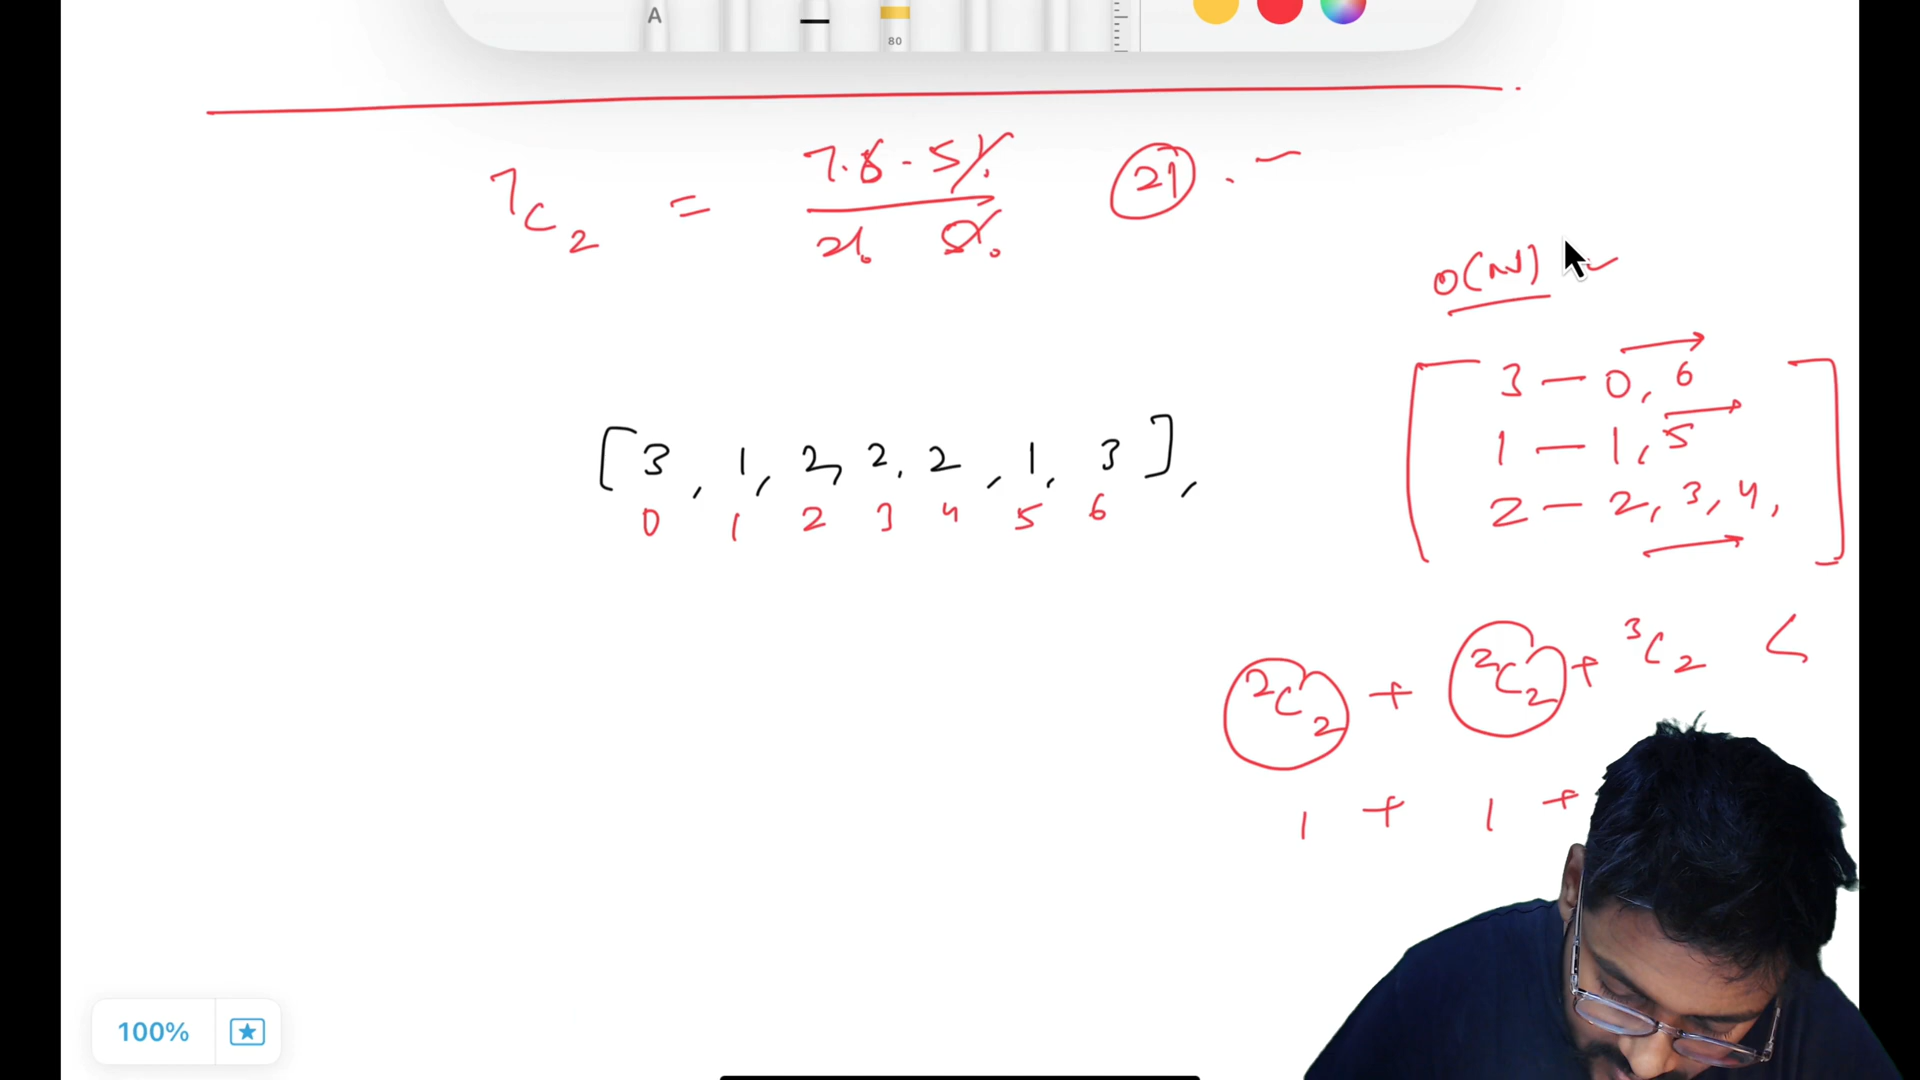 A
80
7C2 = 7.6.5! / 2! 5!. 21.
O(N)
3 — 0, 6
1 — 1, 5
2 — 2, 3, 4,
[3, 1, 2, 2, 2, 1, 3],
0 1 2 3 4 5 6
2C2 + 2C2 + 3C2
1 + 1 +
100%